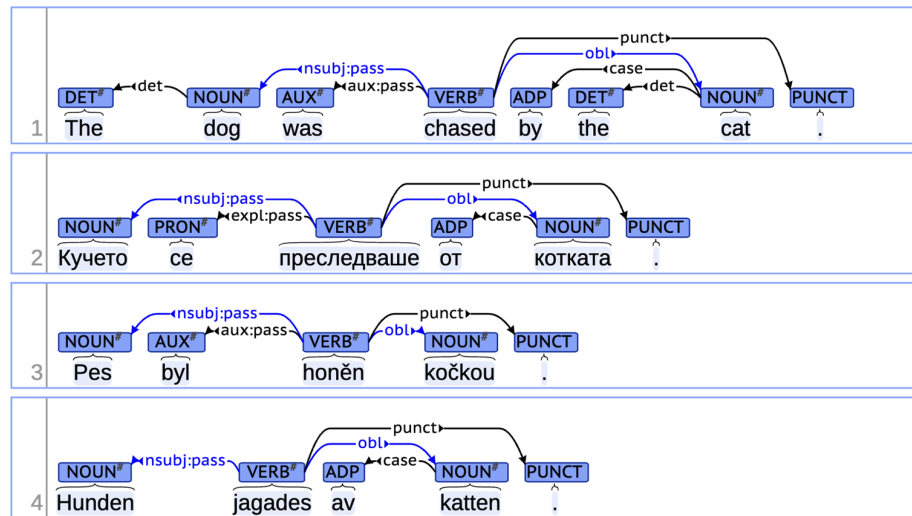 punct
obl
nsubj:pass case
det aux:pass det
DET# NOUN# AUX# VERB# ADP DET# NOUN# PUNCT
1 The dog was chased by the cat .
punct
nsubj:pass obl
expl:pass case
NOUN# PRON# VERB# ADP NOUN# PUNCT
2 Кучето се преследваше от котката .
nsubj:pass punct
aux:pass obl
NOUN# AUX# VERB# NOUN# PUNCT
3 Pes byl honěn kočkou .
punct
obl
nsubj:pass case
NOUN# VERB# ADP NOUN# PUNCT
4 Hunden jagades av katten .